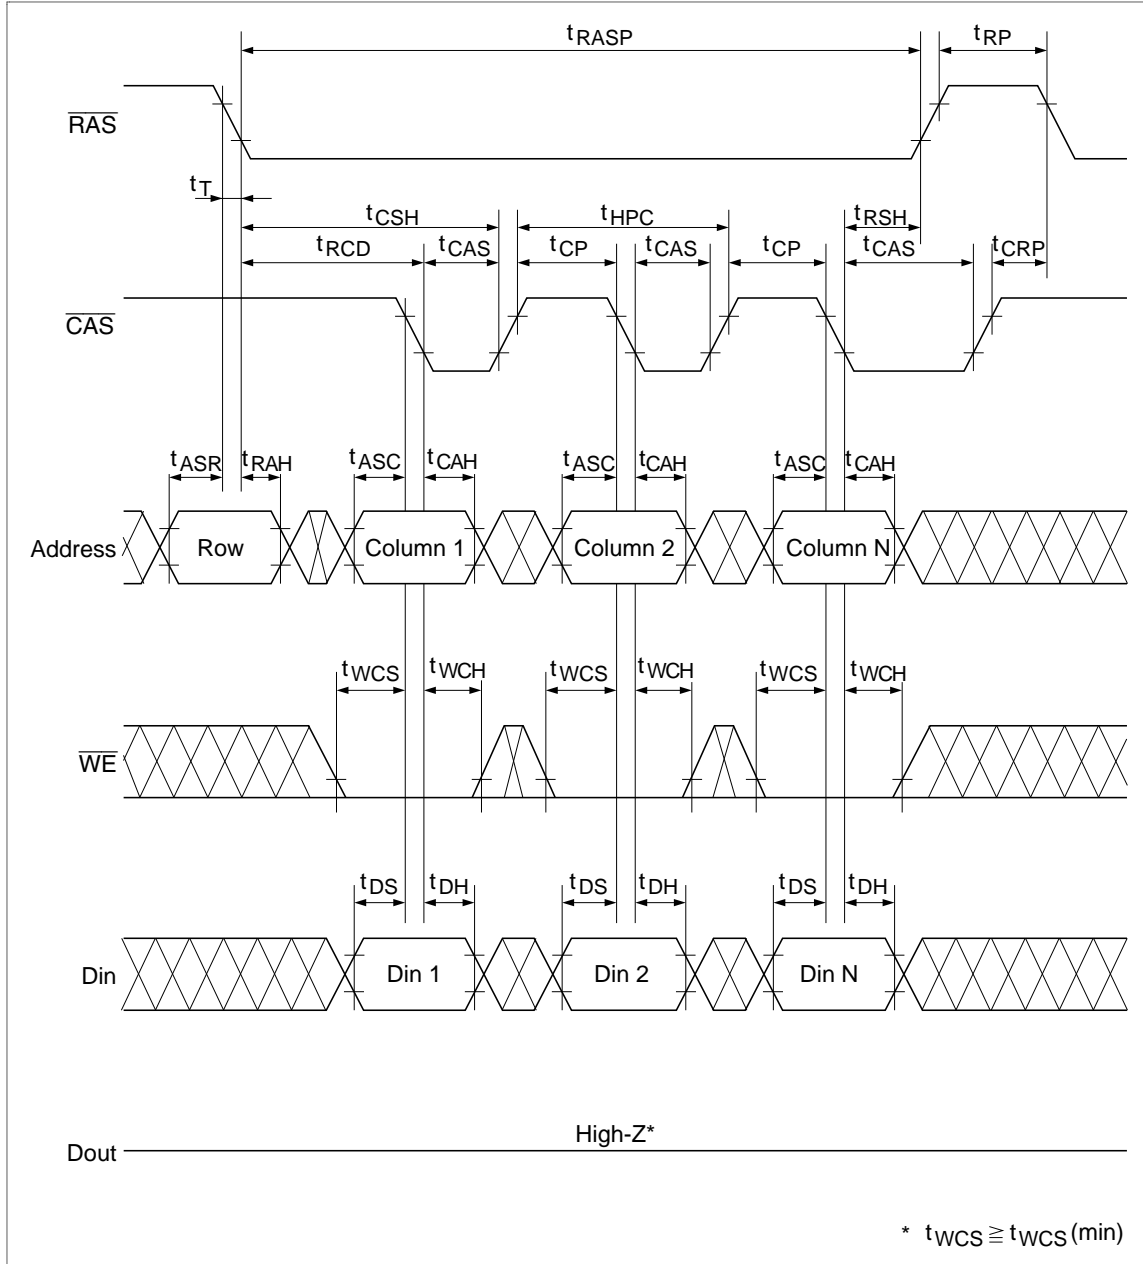 tRASP tRP
RAS
tT
tCSH tHPC tRSH
tRCD tCAS tCP tCAS tCP tCAS tCRP
CAS
tASR tRAH tASC tCAH tASC tCAH tASC tCAH
Address Row Column 1 Column 2 Column N
tWCS tWCH tWCS tWCH tWCS tWCH
WE
tDS tDH tDS tDH tDS tDH
Din Din 1 Din 2 Din N
High-Z*
Dout
* tWCS ≧ tWCS (min)